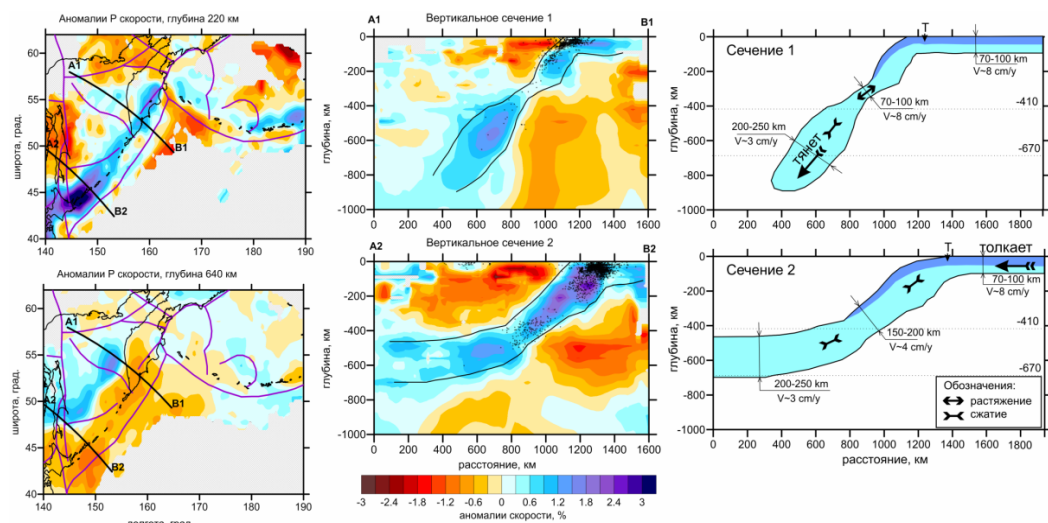 Аномалии P скорости, глубина 220 км
60
55
50
45
40
широта, град.
140
150
160
170
180
190
A1
B1
A2
B2
Аномалии P скорости, глубина 640 км
60
55
50
45
40
широта, град.
140
150
160
170
180
190
A1
B1
A2
B2
долгота, град.
A1
Вертикальное сечение 1
B1
0
-200
-400
-600
-800
-1000
глубина, км
0
200
400
600
800
1000
1200
1400
1600
A2
Вертикальное сечение 2
B2
0
-200
-400
-600
-800
-1000
глубина, км
0
200
400
600
800
1000
1200
1400
1600
расстояние, км
-3
-2.4
-1.8
-1.2
-0.6
0
0.6
1.2
1.8
2.4
3
аномалии скорости, %
Сечение 1
T
0
-200
-400
-600
-800
-1000
глубина, км
70-100 km
V~8 cm/y
70-100 km
V~8 cm/y
-410
200-250 km
V~3 cm/y
тянет
-670
0
200
400
600
800
1000
1200
1400
1600
1800
Сечение 2
T
толкает
0
-200
-400
-600
-800
-1000
глубина, км
70-100 km
V~8 cm/y
-410
150-200 km
V~4 cm/y
-670
200-250 km
V~3 cm/y
Обозначения:
растяжение
сжатие
0
200
400
600
800
1000
1200
1400
1600
1800
расстояние, км